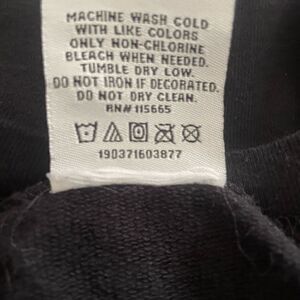 MACHINE WASH COLD
WITH LIKE COLORS
ONLY NON-CHLORINE
BLEACH WHEN NEEDED.
TUMBLE DRY LOW.
DO NOT IRON IF DECORATED.
DO NOT DRY CLEAN.
RN# 115665
190371603877